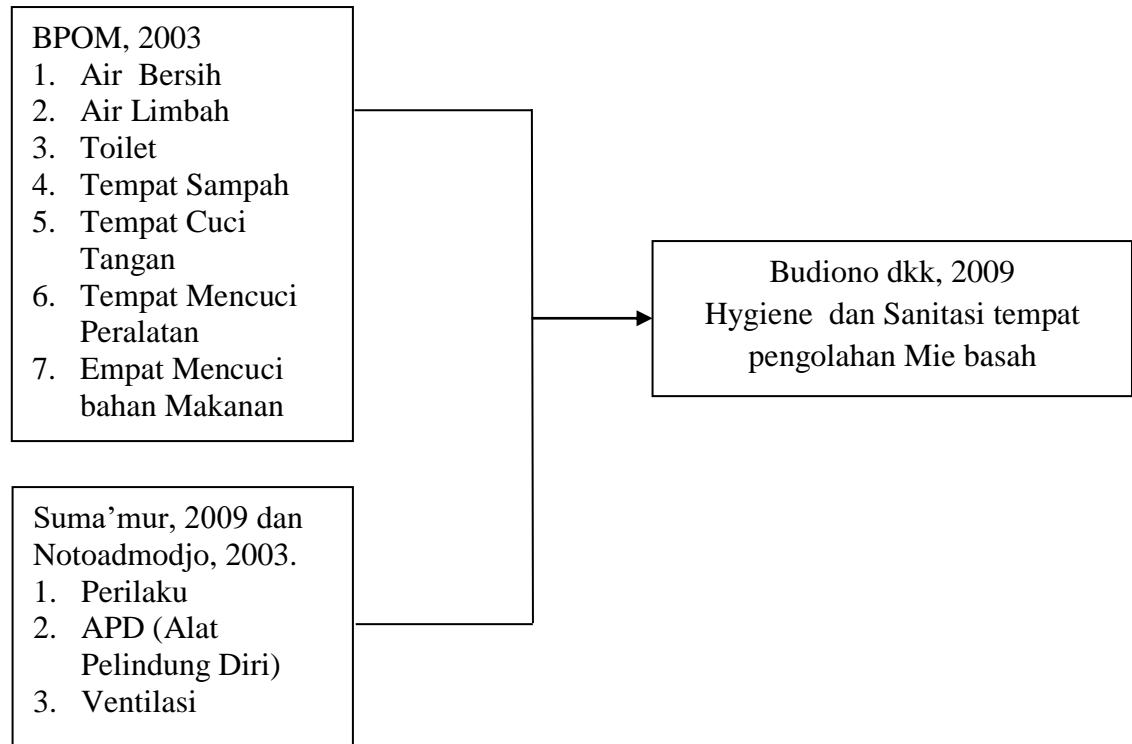 BPOM, 2003
1. Air Bersih
2. Air Limbah
3. Toilet
4. Tempat Sampah
5. Tempat Cuci
Tangan
6. Tempat Mencuci
Peralatan
7. Empat Mencuci
bahan Makanan
Budiono dkk, 2009
Hygiene dan Sanitasi tempat
pengolahan Mie basah
Suma’mur, 2009 dan
Notoadmodjo, 2003.
1. Perilaku
2. APD (Alat
Pelindung Diri)
3. Ventilasi